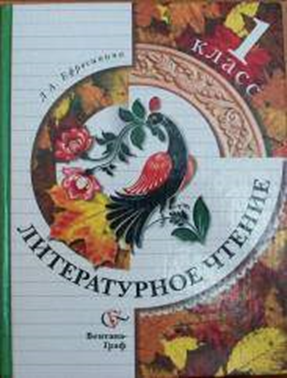 Л.А. Ефросинина
1
класс
ЛИТЕРАТУРНОЕ ЧТЕНИЕ
Вентана-
Граф